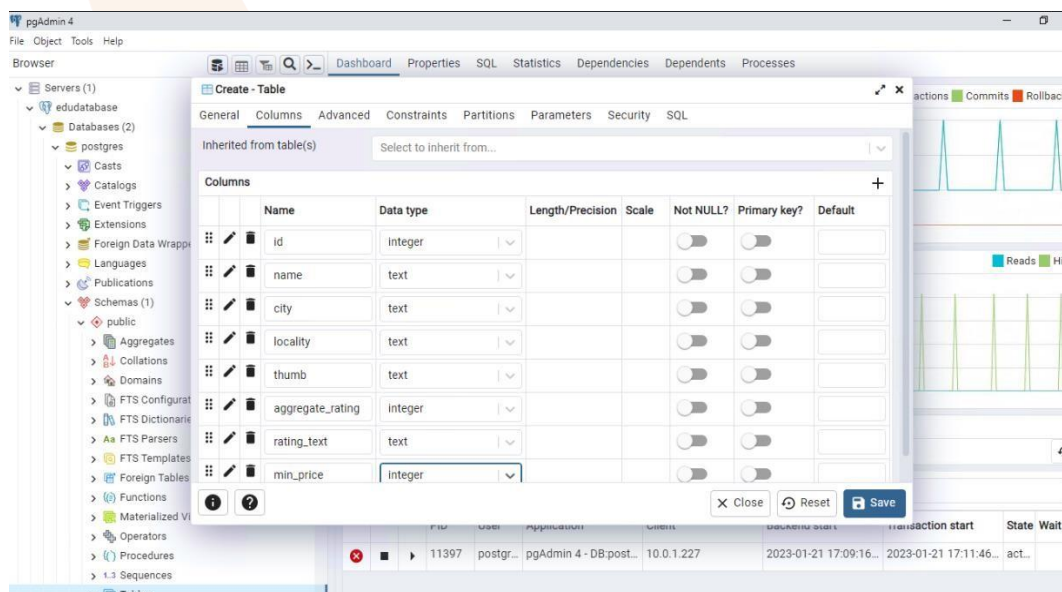 pgAdmin 4
File Object Tools Help
Browser
Dashboard Properties SQL Statistics Dependencies Dependents Processes
Servers (1)
edudatabase
Databases (2)
postgres
Casts
Catalogs
Event Triggers
Extensions
Foreign Data Wrappe
Languages
Publications
Schemas (1)
public
Aggregates
Collations
Domains
FTS Configurat
FTS Dictionarie
FTS Parsers
FTS Templates
Foreign Tables
Functions
Materialized Vi
Operators
Procedures
1..3 Sequences
Create - Table
General Columns Advanced Constraints Partitions Parameters Security SQL
Inherited from table(s) Select to inherit from...
Columns
Name Data type Length/Precision Scale Not NULL? Primary key? Default
id integer
name text
city text
locality text
thumb text
aggregate_rating integer
rating_text text
min_price integer
Close Reset Save
actions Commits Rollbac
Reads Hi
PID User Application Client Backend start Transaction start State Wait
11397 postgr... pgAdmin 4 - DB:post... 10.0.1.227 2023-01-21 17:09:16... 2023-01-21 17:11:46... act...